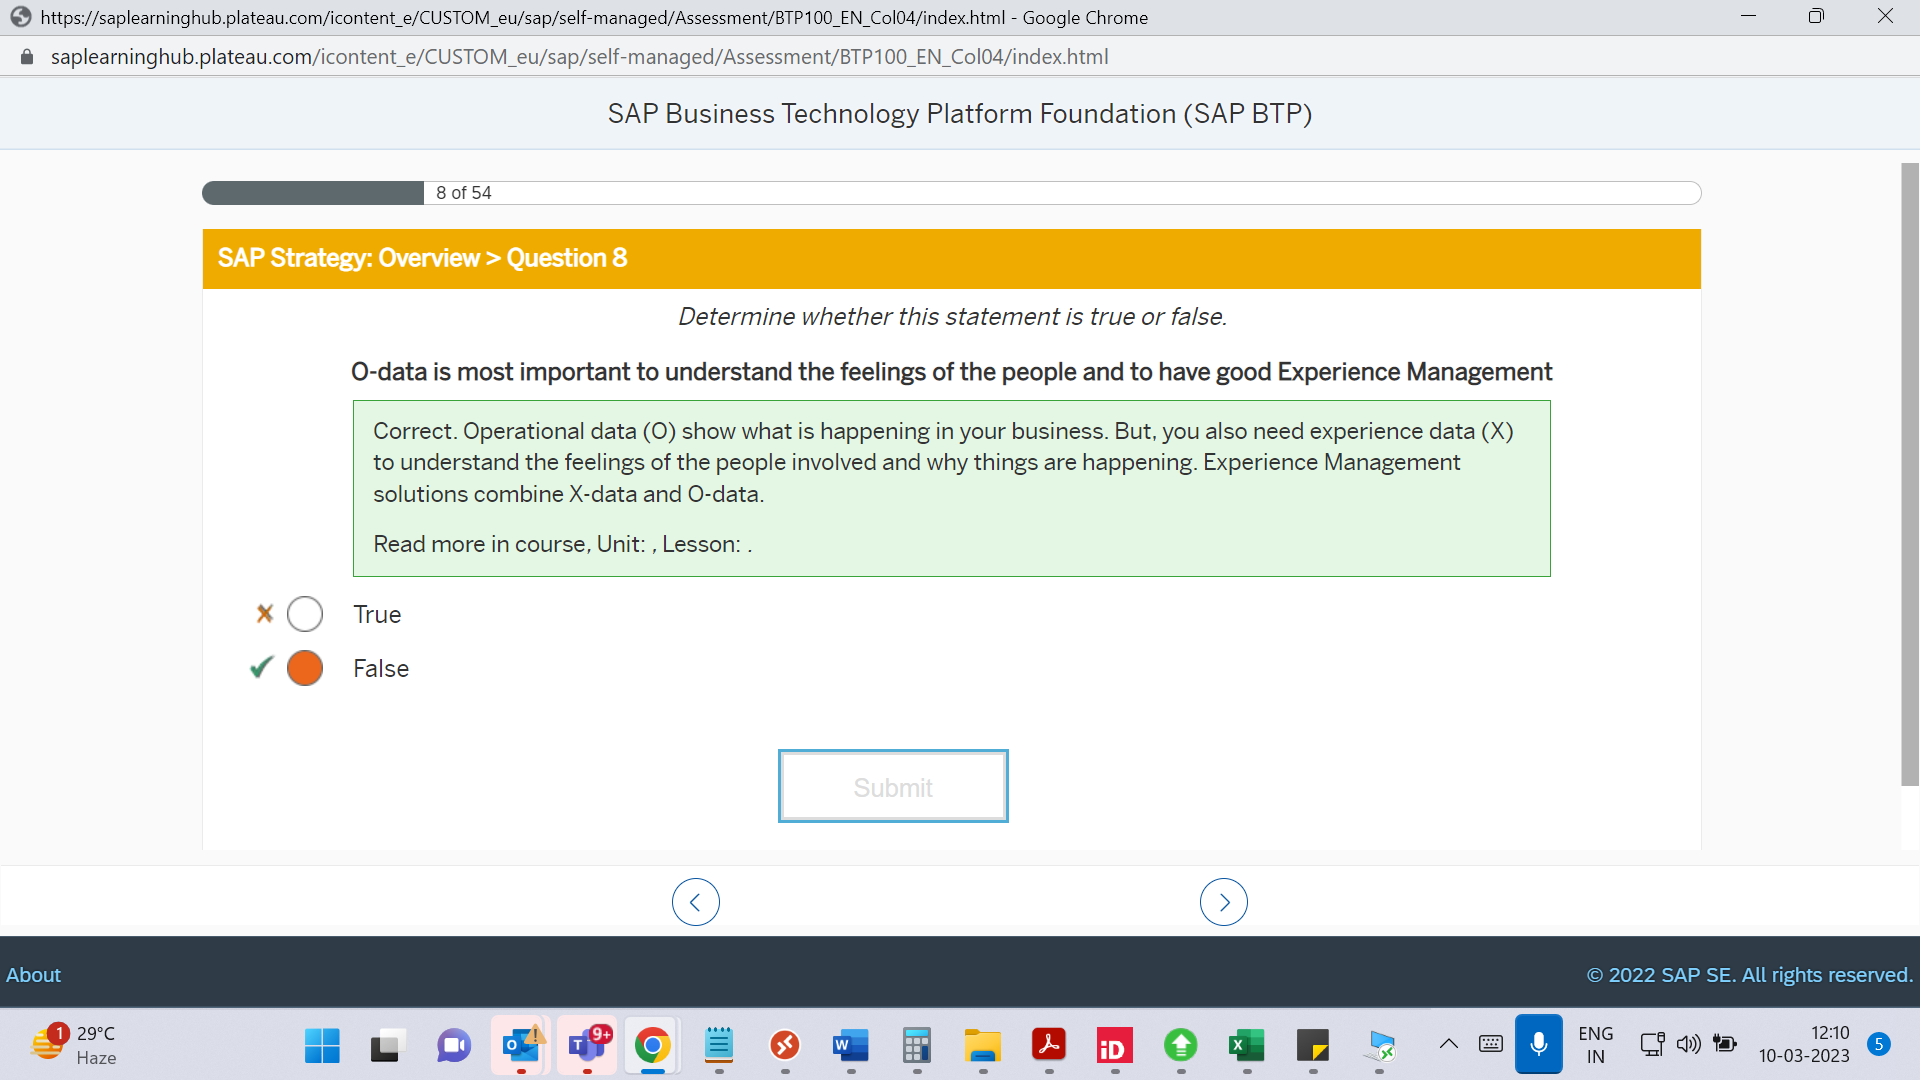 https://saplearninghub.plateau.com/icontent_e/CUSTOM_eu/sap/self-managed/Assessment/BTP100_EN_Col04/index.html - Google Chrome
saplearninghub.plateau.com/icontent_e/CUSTOM_eu/sap/self-managed/Assessment/BTP100_EN_Col04/index.html
SAP Business Technology Platform Foundation (SAP BTP)
8 of 54
SAP Strategy: Overview > Question 8
Determine whether this statement is true or false.
O-data is most important to understand the feelings of the people and to have good Experience Management
Correct. Operational data (O) show what is happening in your business. But, you also need experience data (X)
to understand the feelings of the people involved and why things are happening. Experience Management
solutions combine X-data and O-data.
Read more in course, Unit: , Lesson: .
True
False
Submit
About
© 2022 SAP SE. All rights reserved.
1
29°C
Haze
O
T
9+
W
iD
X
ENG
IN
12:10
10-03-2023
5